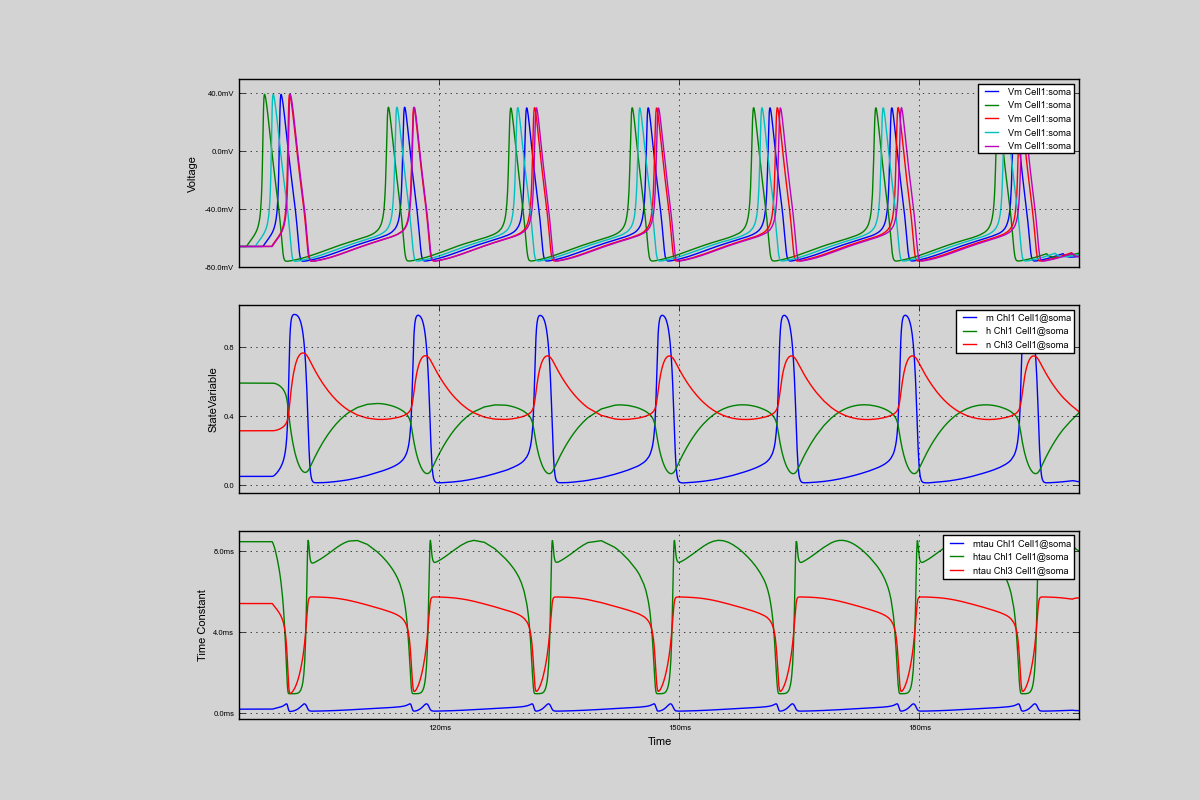 40.0mV
0.0mV
-40.0mV
-80.0mV
Voltage
Vm Cell1:soma
Vm Cell1:soma
Vm Cell1:soma
Vm Cell1:soma
Vm Cell1:soma
0.8
0.4
0.0
StateVariable
m Chl1 Cell1@soma
h Chl1 Cell1@soma
n Chl3 Cell1@soma
8.0ms
4.0ms
0.0ms
Time Constant
mtau Chl1 Cell1@soma
htau Chl1 Cell1@soma
ntau Chl3 Cell1@soma
120ms
150ms
180ms
Time